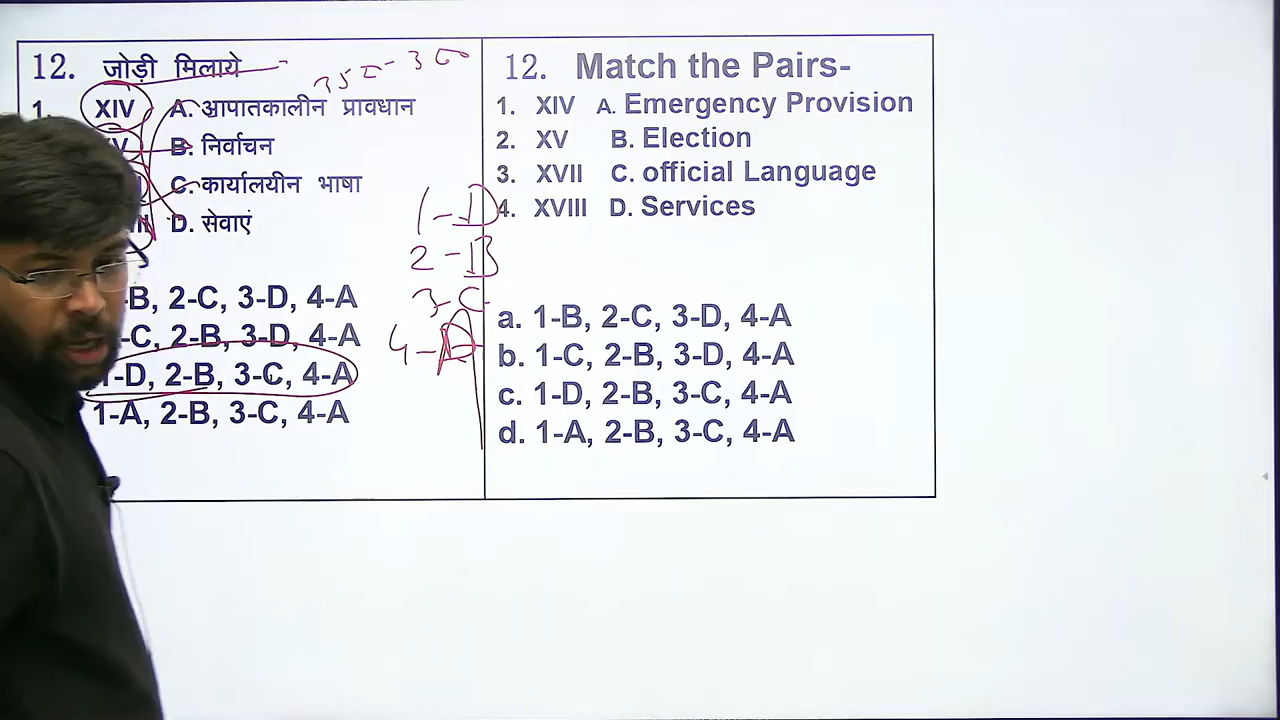 12. जोड़ी मिलाये
350-360
1. XIV A. आपातकालीन प्रावधान
B. निर्वाचन
C. कार्यालयीन भाषा
D. सेवाएं
-B, 2-C, 3-D, 4-A
-C, 2-B, 3-D, 4-A
1-D, 2-B, 3-C, 4-A
1-A, 2-B, 3-C, 4-A
1-D
2-B
3-C
4-A
12. Match the Pairs-
1. XIV A. Emergency Provision
2. XV B. Election
3. XVII C. official Language
4. XVIII D. Services
a. 1-B, 2-C, 3-D, 4-A
b. 1-C, 2-B, 3-D, 4-A
c. 1-D, 2-B, 3-C, 4-A
d. 1-A, 2-B, 3-C, 4-A